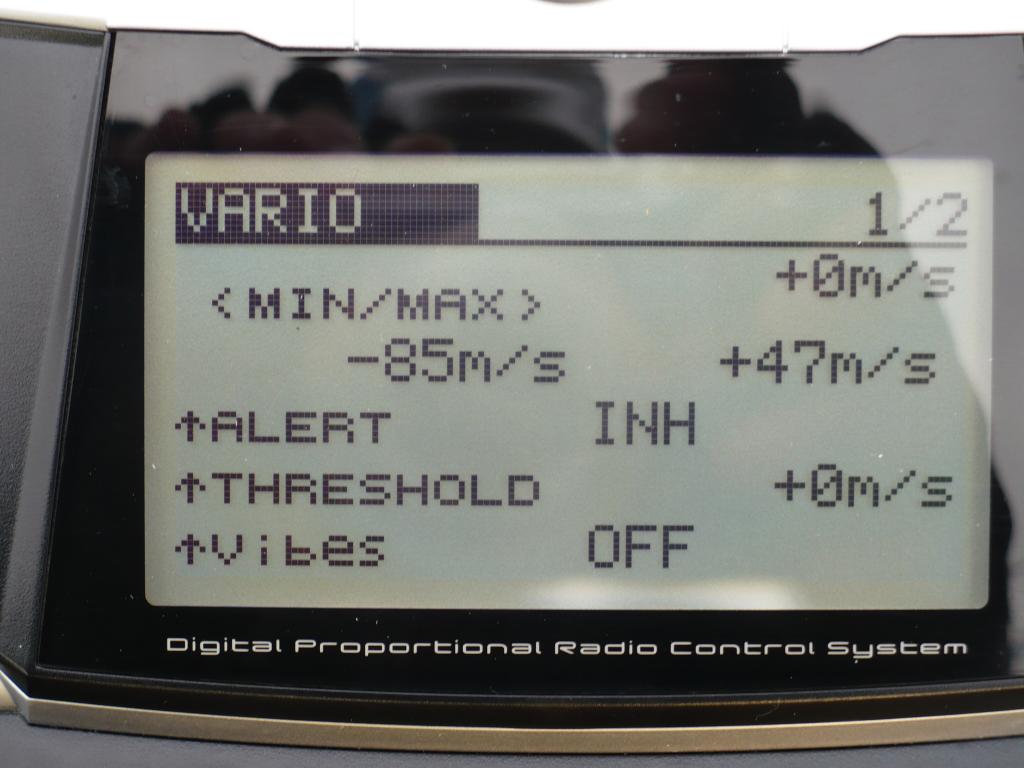 VARIO 1/2
+0m/s
<MIN/MAX>
-85m/s +47m/s
↑ALERT INH
↑THRESHOLD +0m/s
↑Vibes OFF
Digital Proportional Radio Control System